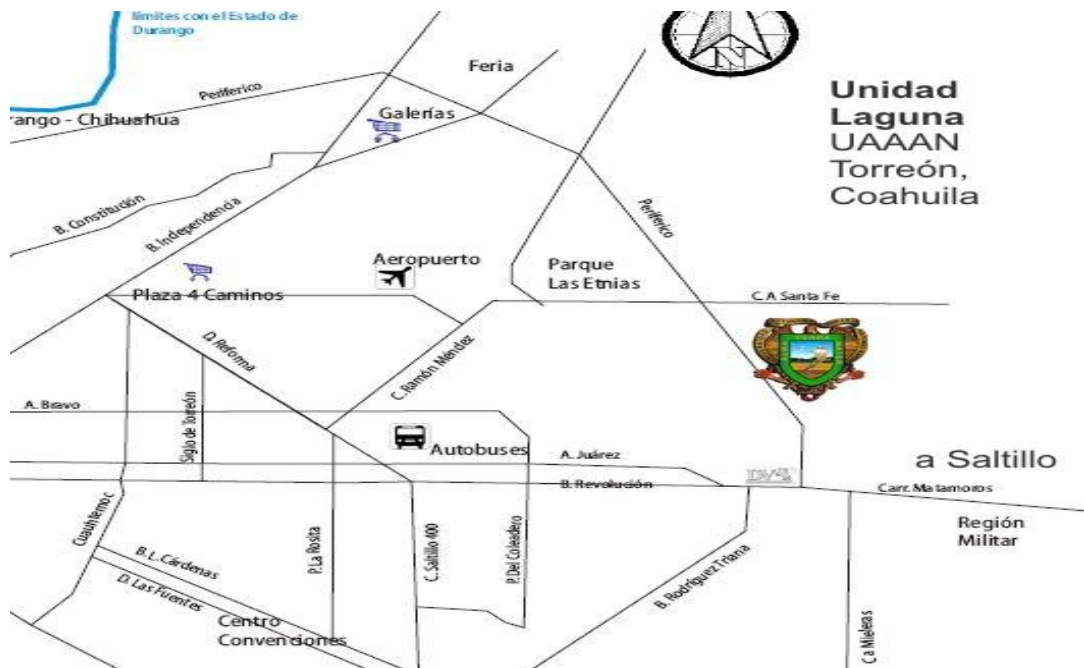 límites con el Estado de
Durango
N
Feria
Unidad
Laguna
UAAAN
Torreón,
Coahuila
Periferico
rango - Chihuahua
Galerías
B. Constitución
B. Independencia
Periferico
Aeropuerto
Parque
Las Etnias
Plaza 4 Caminos
C. A Santa Fe
D. Reforma
C. Ramón Méndez
A. Bravo
Siglo de Torreón
Autobuses
A. Juárez
a Saltillo
B. Revolución
Carr. Matamoros
Cuauhtemoc
Región
Militar
P. La Rosita
C. Saltillo 400
P. Del Coleadero
B. L. Cárdenas
D. Las Fuentes
B. Rodríguez Triana
Centro
Convenciones
C a Mieleras